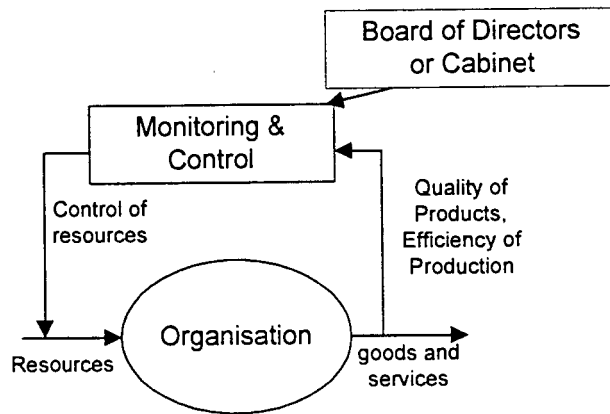 Board of Directors
or Cabinet
Monitoring &
Control
Control of
resources
Quality of
Products,
Efficiency of
Production
Organisation
Resources
goods and
services